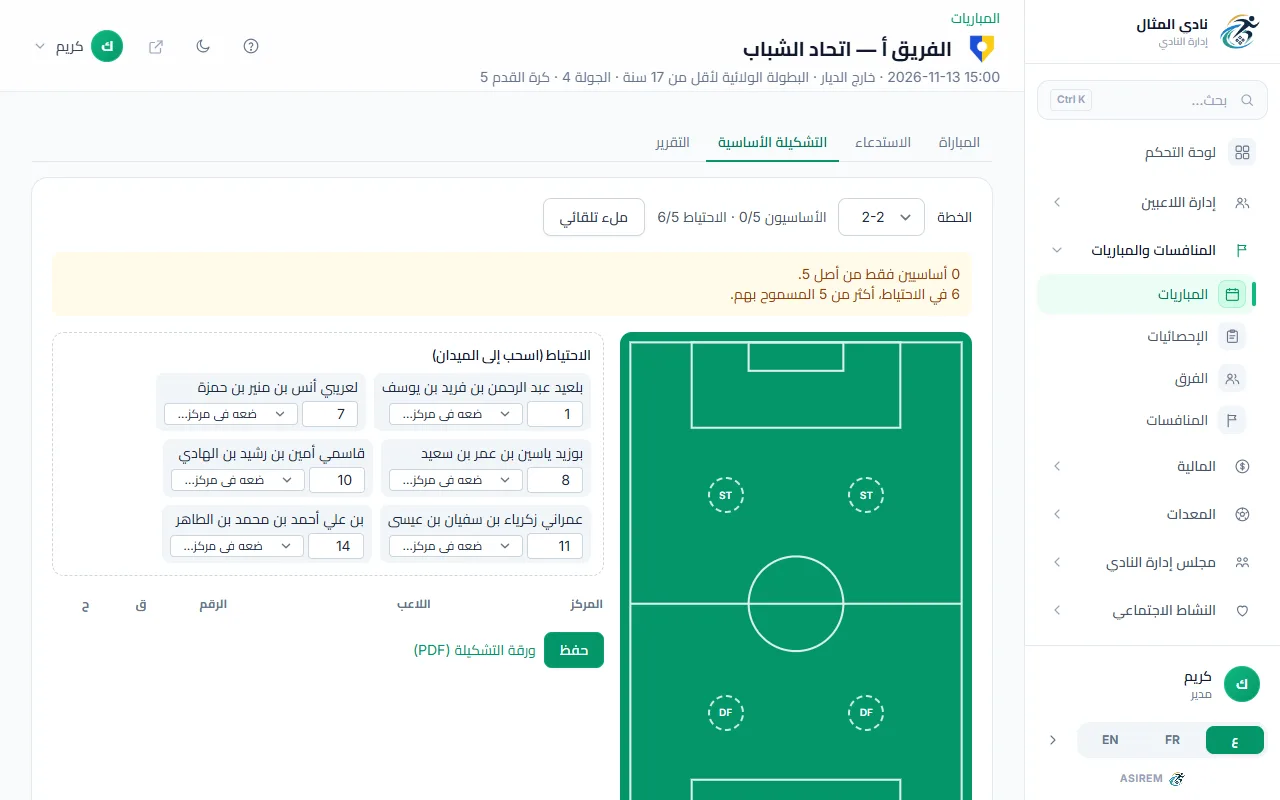 نادي المثال
إدارة النادي
بحث...
Ctrl K
لوحة التحكم
إدارة اللاعبين
المنافسات والمباريات
المباريات
الإحصائيات
الفرق
المنافسات
المالية
المعدات
مجلس إدارة النادي
النشاط الاجتماعي
ك
كريم
مدير
ع
FR
EN
ASIREM
المباريات
الفريق أ — اتحاد الشباب
15:00 2026-11-13 · خارج الديار · البطولة الولائية لأقل من 17 سنة · الجولة 4 · كرة القدم 5
ك
كريم
المباراة
الاستدعاء
التشكيلة الأساسية
التقرير
الخطة
2-2
الأساسيون 0/5 · الاحتياط 6/5
ملء تلقائي
0 أساسيين فقط من أصل 5.
6 في الاحتياط، أكثر من 5 المسموح بهم.
ST
ST
DF
DF
الاحتياط (اسحب إلى الميدان)
بلعيد عبد الرحمن بن فريد بن يوسف
1
ضعه في مركز...
لعريبي أنس بن منير بن حمزة
7
ضعه في مركز...
بوزيد ياسين بن عمر بن سعيد
8
ضعه في مركز...
قاسمي أمين بن رشيد بن الهادي
10
ضعه في مركز...
عمراني زكرياء بن سفيان بن عيسى
11
ضعه في مركز...
بن علي أحمد بن محمد بن الطاهر
14
ضعه في مركز...
المركز
اللاعب
الرقم
ق
ح
حفظ
ورقة التشكيلة (PDF)